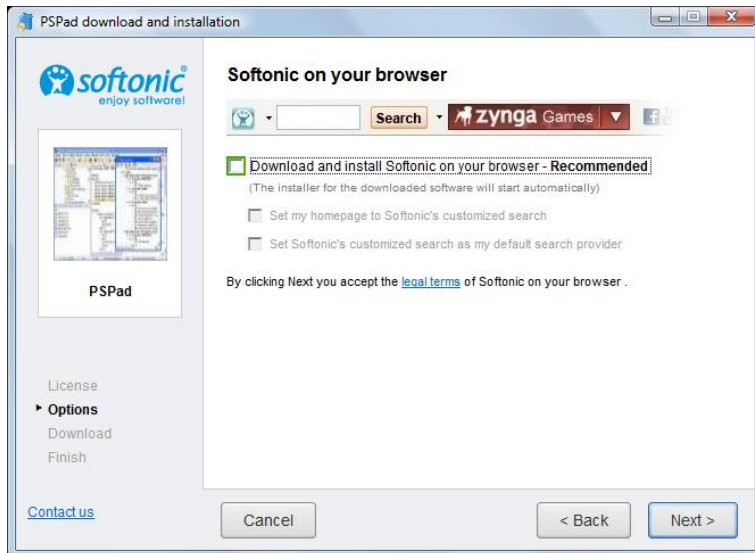 PSPad download and installation
softonic
enjoy software!
Softonic on your browser
Search
zynga Games
Download and install Softonic on your browser - Recommended
(The installer for the downloaded software will start automatically)
Set my homepage to Softonic's customized search
Set Softonic's customized search as my default search provider
By clicking Next you accept the legal terms of Softonic on your browser .
PSPad
License
Options
Download
Finish
Contact us
Cancel
< Back
Next >